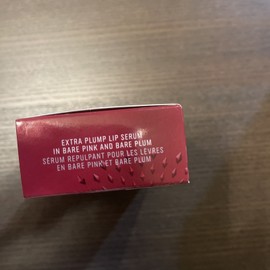 EXTRA PLUMP LIP SERUM
IN BARE PINK AND BARE PLUM
SÉRUM REPULPANT POUR LES LÈVRES
EN BARE PINK ET BARE PLUM